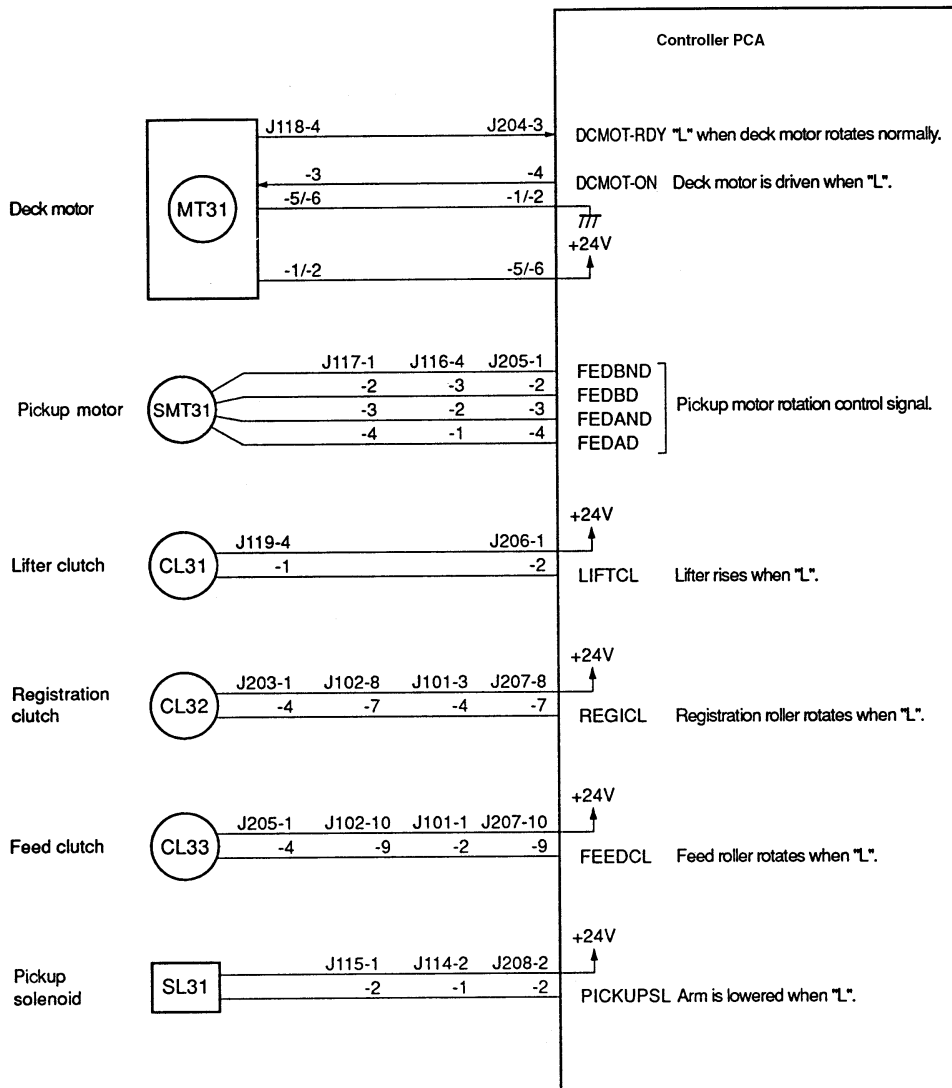 Controller PCA
J118-4 J204-3 DCMOT-RDY "L" when deck motor rotates normally.
-3 -4 DCMOT-ON Deck motor is driven when "L".
Deck motor MT31 -5/-6 -1/-2
+24V
-1/-2 -5/-6
J117-1 J116-4 J205-1 FEDBND
-2 -3 -2 FEDBD
Pickup motor SMT31 -3 -2 -3 FEDAND Pickup motor rotation control signal.
-4 -1 -4 FEDAD
+24V
J119-4 J206-1
Lifter clutch CL31 -1 -2 LIFTCL Lifter rises when "L".
+24V
J203-1 J102-8 J101-3 J207-8
Registration
clutch CL32 -4 -7 -4 -7 REGICL Registration roller rotates when "L".
+24V
J205-1 J102-10 J101-1 J207-10
Feed clutch CL33 -4 -9 -2 -9 FEEDCL Feed roller rotates when "L".
+24V
J115-1 J114-2 J208-2
Pickup
solenoid SL31 -2 -1 -2 PICKUPSL Arm is lowered when "L".